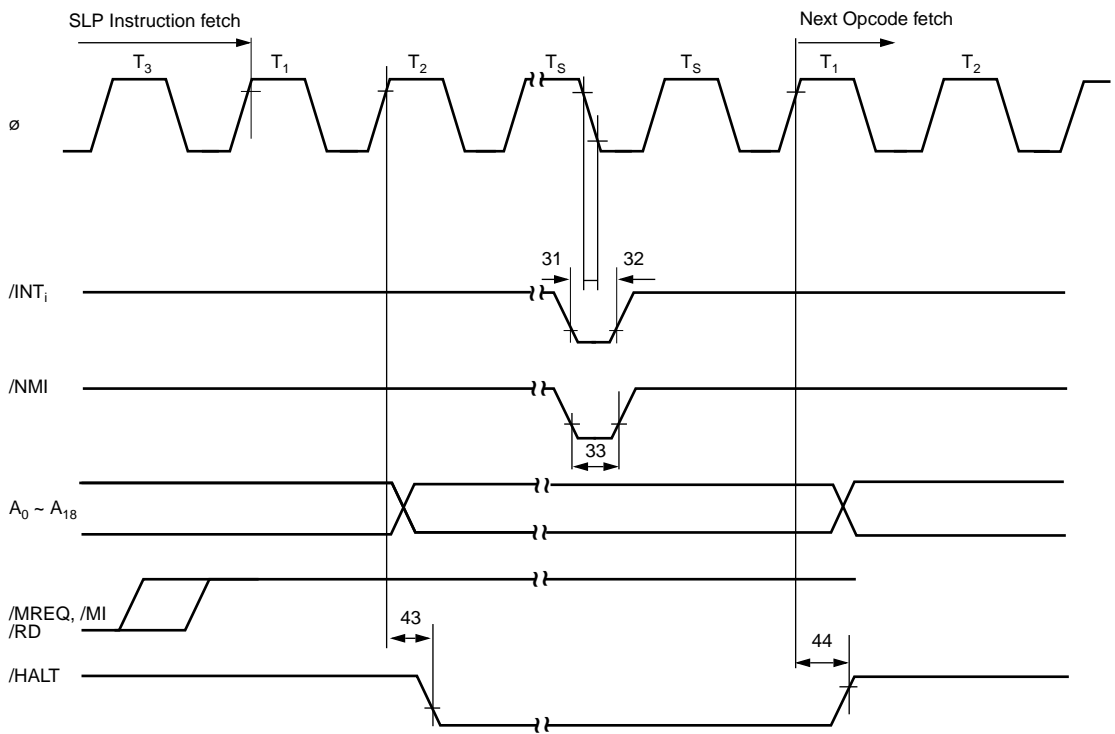 SLP Instruction fetch
Next Opcode fetch
T3 T1 T2 TS TS T1 T2
ø
31 32
/INTi
/NMI
33
A0 ~ A18
/MREQ, /MI
/RD
43 44
/HALT